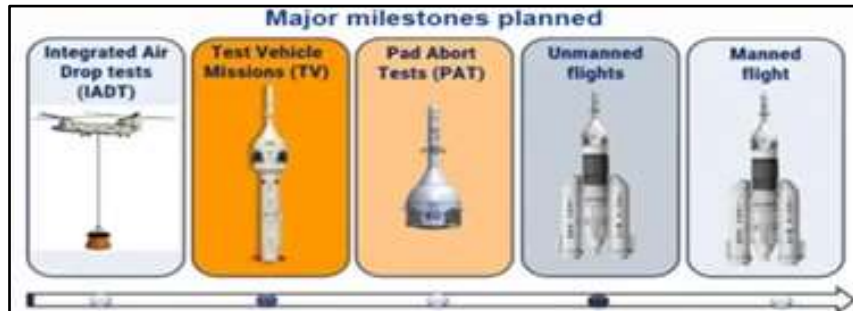 Major milestones planned
Integrated Air
Drop tests
(IADT)
Test Vehicle
Missions (TV)
Pad Abort
Tests (PAT)
Unmanned
flights
Manned
flight